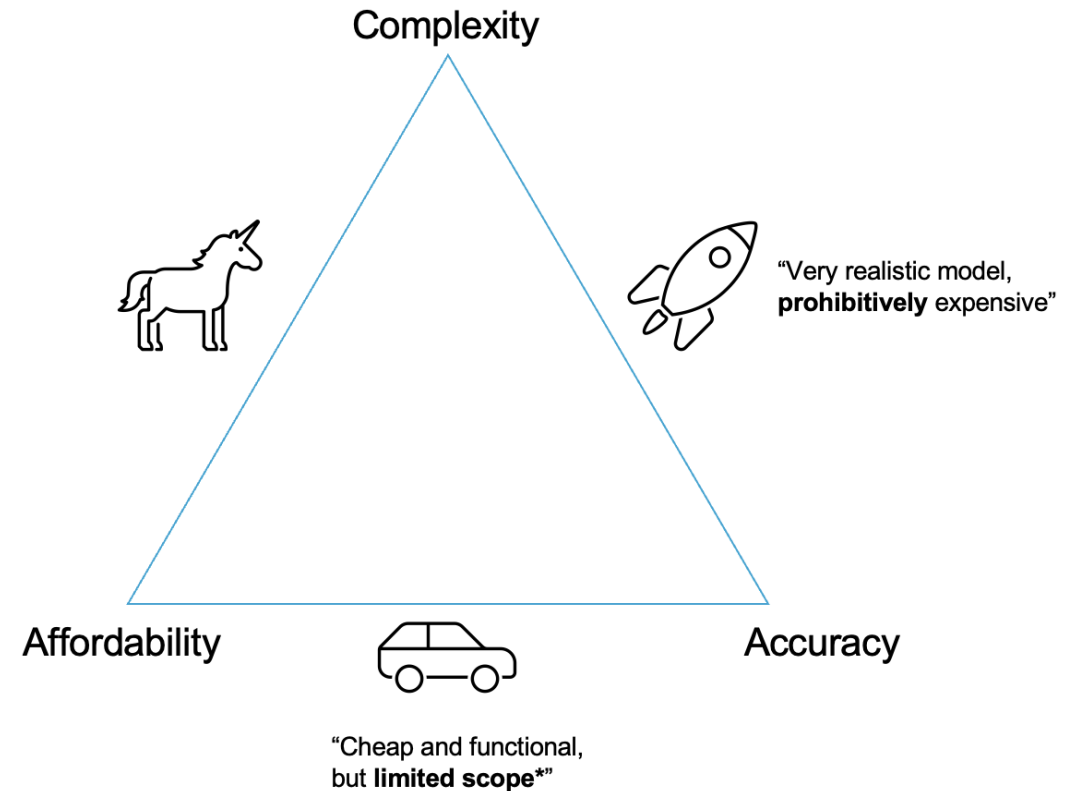 Complexity
“Very realistic model,
prohibitively expensive”
Affordability
Accuracy
“Cheap and functional,
but limited scope*”